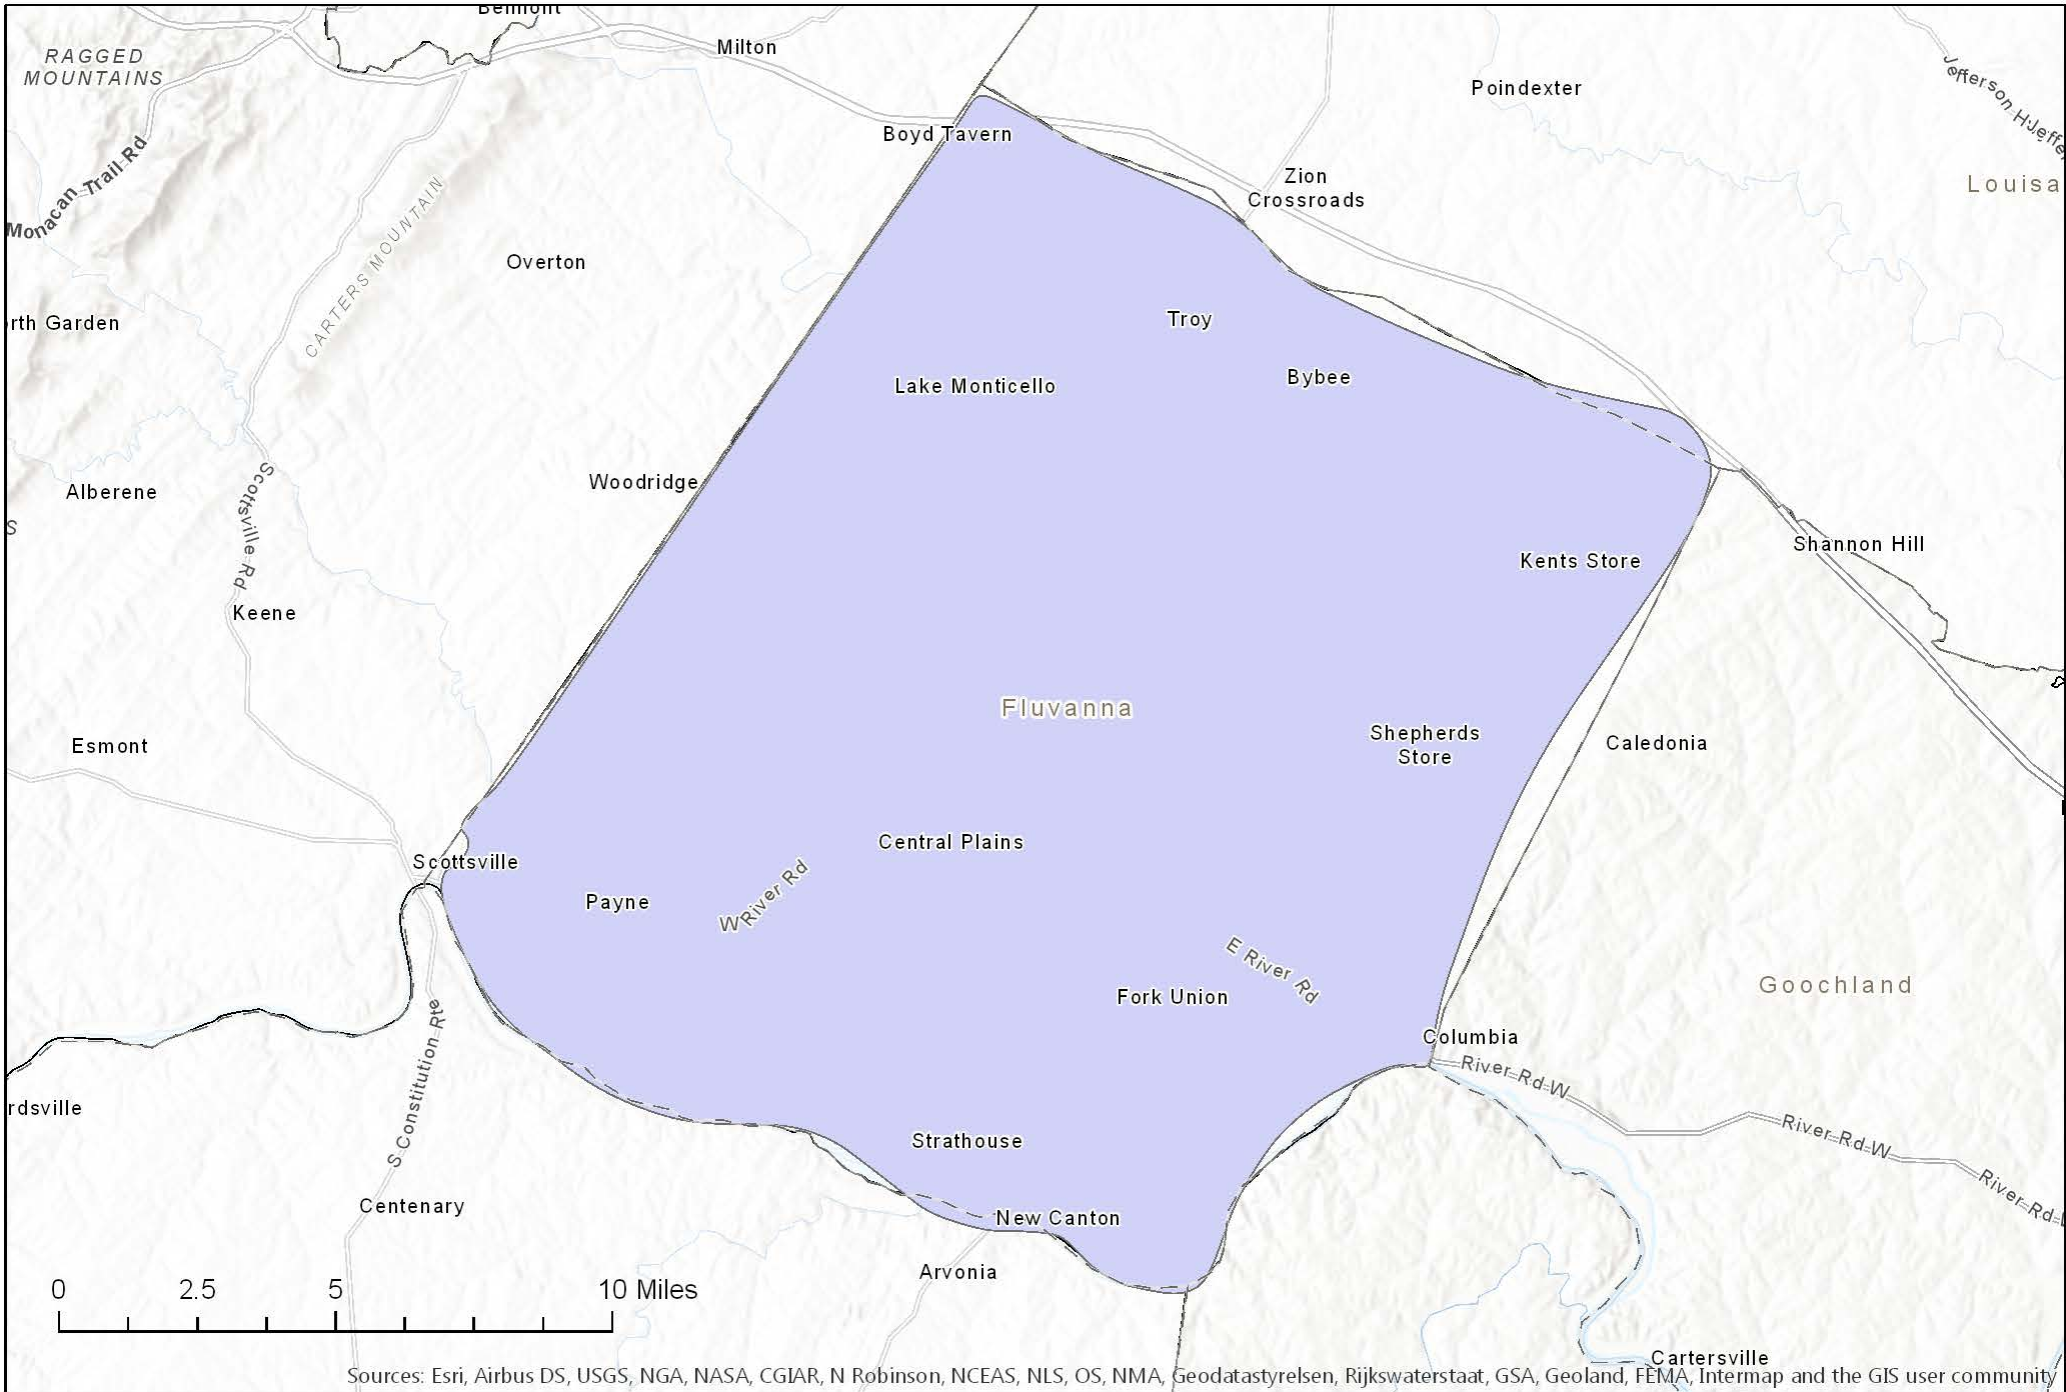 Belmont
RAGGED
MOUNTAINS
Milton
Poindexter
Jefferson H
Jeffe
Boyd Tavern
Monacan Trail Rd
Zion
Crossroads
Louisa
CARTERS MOUNTAIN
Overton
rth Garden
Troy
Bybee
Lake Monticello
Woodridge
Alberene
Scottsville Rd
S
Shannon Hill
Kents Store
Keene
Fluvanna
Shepherds
Store
Caledonia
Esmont
Central Plains
Scottsville
Payne
W River Rd
E River Rd
Fork Union
Goochland
Columbia
S Constitution Rte
River Rd W
River Rd W
River Rd W
rdsville
Strathouse
Centenary
New Canton
Arvonia
0 2.5 5 10 Miles
Cartersville
Sources: Esri, Airbus DS, USGS, NGA, NASA, CGIAR, N Robinson, NCEAS, NLS, OS, NMA, Geodatastyrelsen, Rijkswaterstaat, GSA, Geoland, FEMA, Intermap and the GIS user community